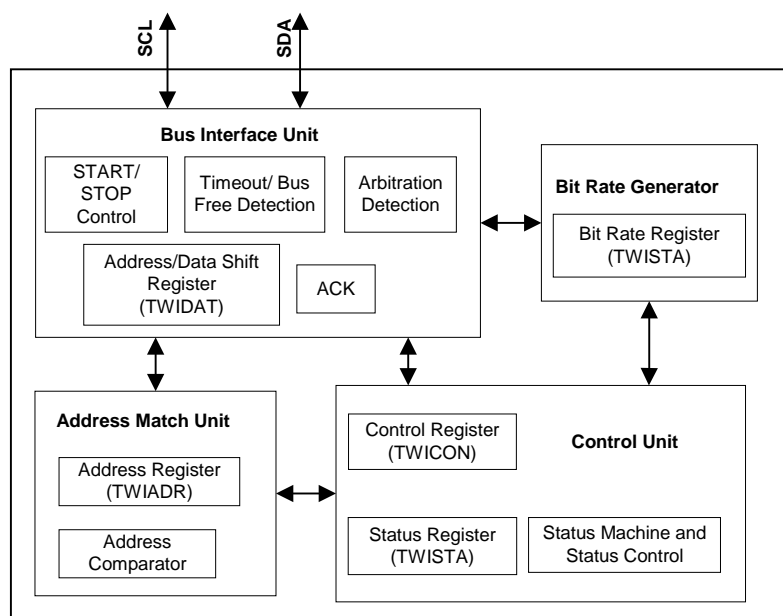 SCL
SDA
Bus Interface Unit
START/
STOP
Control
Timeout/ Bus
Free Detection
Arbitration
Detection
Address/Data Shift
Register
(TWIDAT)
ACK
Bit Rate Generator
Bit Rate Register
(TWISTA)
Address Match Unit
Address Register
(TWIADR)
Address
Comparator
Control Unit
Control Register
(TWICON)
Status Register
(TWISTA)
Status Machine and
Status Control